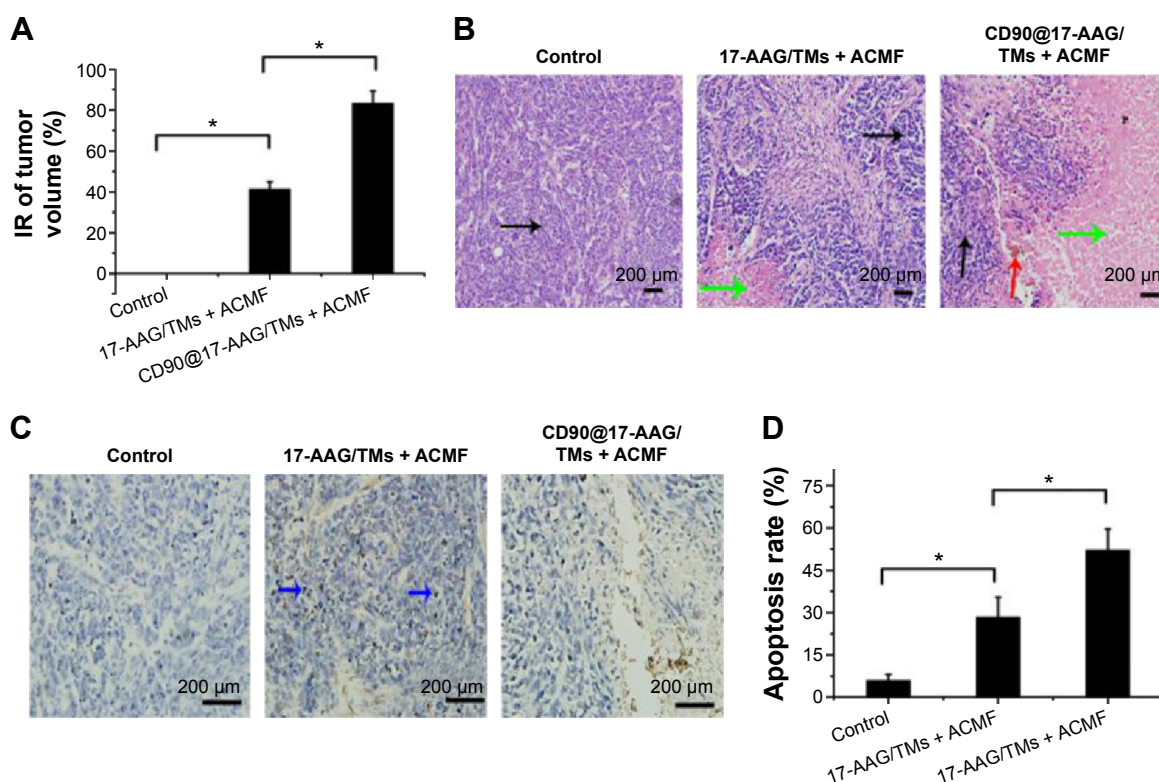 A
IR of tumor
volume (%)
100
80
60
40
20
0
*
*
Control
17-AAG/TMs + ACMF
CD90@17-AAG/TMs + ACMF
B
Control
17-AAG/TMs + ACMF
CD90@17-AAG/
TMs + ACMF
200 µm
200 µm
200 µm
C
Control
17-AAG/TMs + ACMF
CD90@17-AAG/
TMs + ACMF
200 µm
200 µm
200 µm
D
Apoptosis rate (%)
75
60
45
30
15
0
*
*
Control
17-AAG/TMs + ACMF
17-AAG/TMs + ACMF